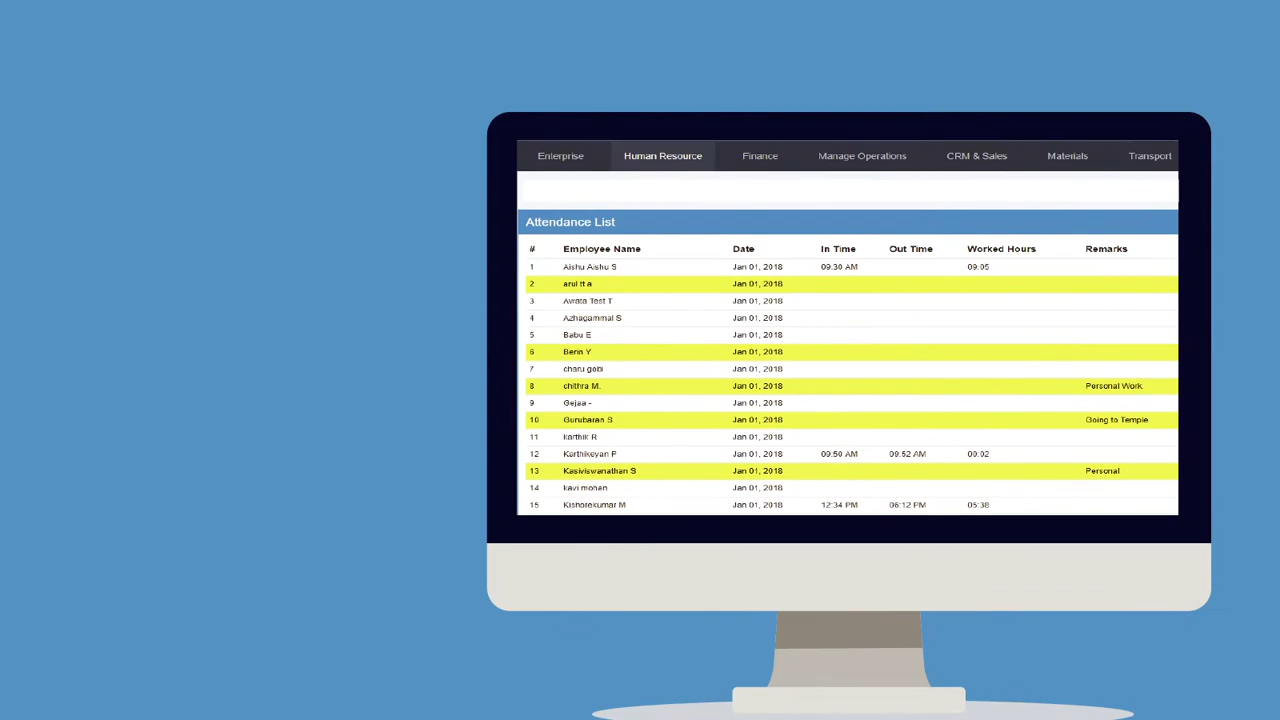 Enterprise Human Resource Finance Manage Operations CRM & Sales Materials Transport
Attendance List
# Employee Name Date In Time Out Time Worked Hours Remarks
1 Aishu Aishu S Jan 01, 2018 09:30 AM 09:05
2 arul tt a Jan 01, 2018
3 Avrata Test T Jan 01, 2018
4 Azhagammal S Jan 01, 2018
5 Babu E Jan 01, 2018
6 Berin Y Jan 01, 2018
7 charu gobi Jan 01, 2018
8 chithra M. Jan 01, 2018 Personal Work
9 Gejaa - Jan 01, 2018
10 Gurubaran S Jan 01, 2018 Going to Temple
11 karthik R Jan 01, 2018
12 Karthikeyan P Jan 01, 2018 09:50 AM 09:52 AM 09:02
13 Kasiviswanathan S Jan 01, 2018 Personal
14 kavi mohan Jan 01, 2018
15 Kishorekumar M Jan 01, 2018 12:34 PM 06:12 PM 05:38